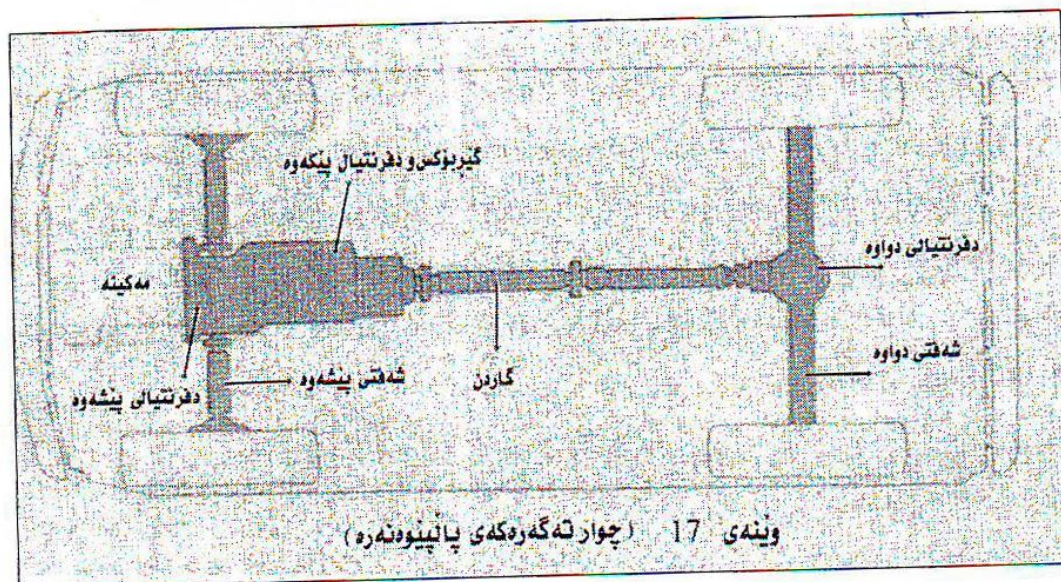 گیربۆکس و دفرنتیال پێکەوە
دفرنتیالی دواوە
مەکینە
شەفتی دواوە
گاردن
شەفتی پێشەوە
دفرنتیالی پێشەوە
وێنەی 17 (چوار تەگەرەکەی پاڵپێوەنەرە)